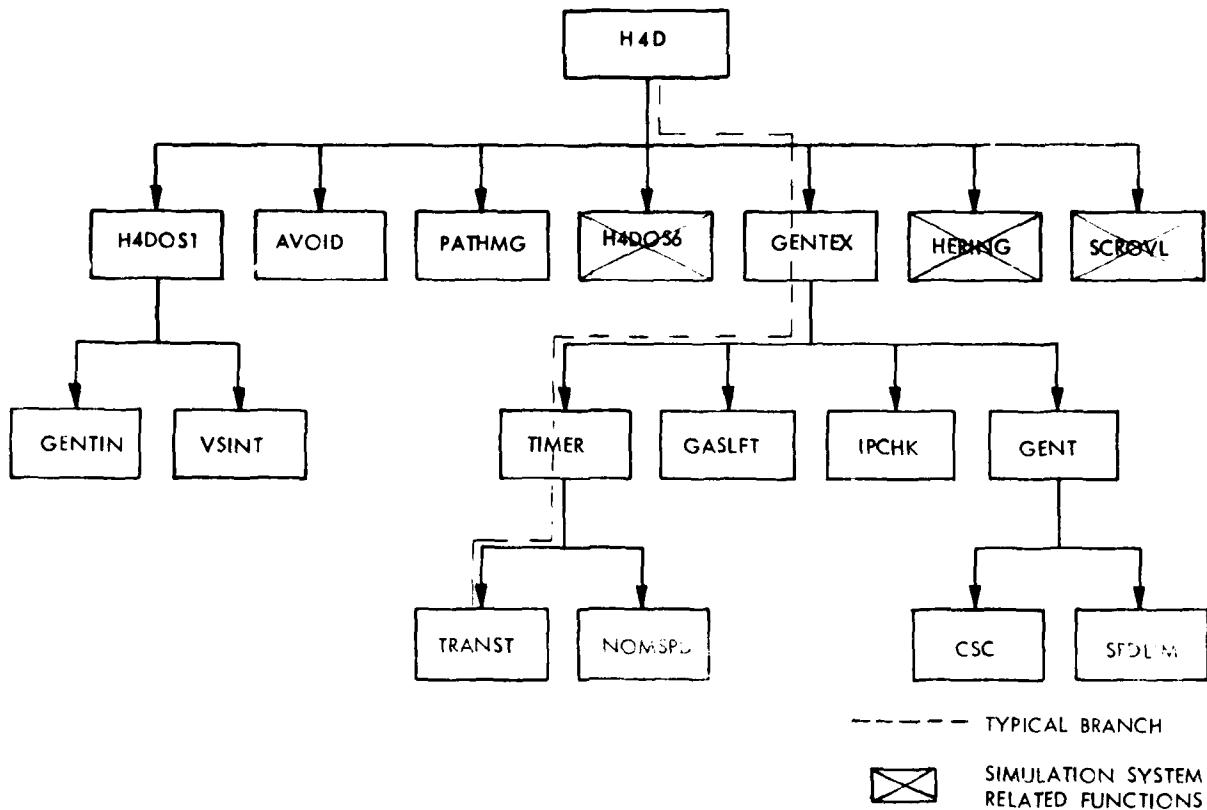 H4D
H4DOS1 AVOID PATHMG H4DOS6 GENTEX HERING SCROVL
GENTIN VSINT TIMER GASLFT IPCHK GENT
TRANST NOMSPD CSC
TYPICAL BRANCH
SIMULATION SYSTEM
RELATED FUNCTIONS